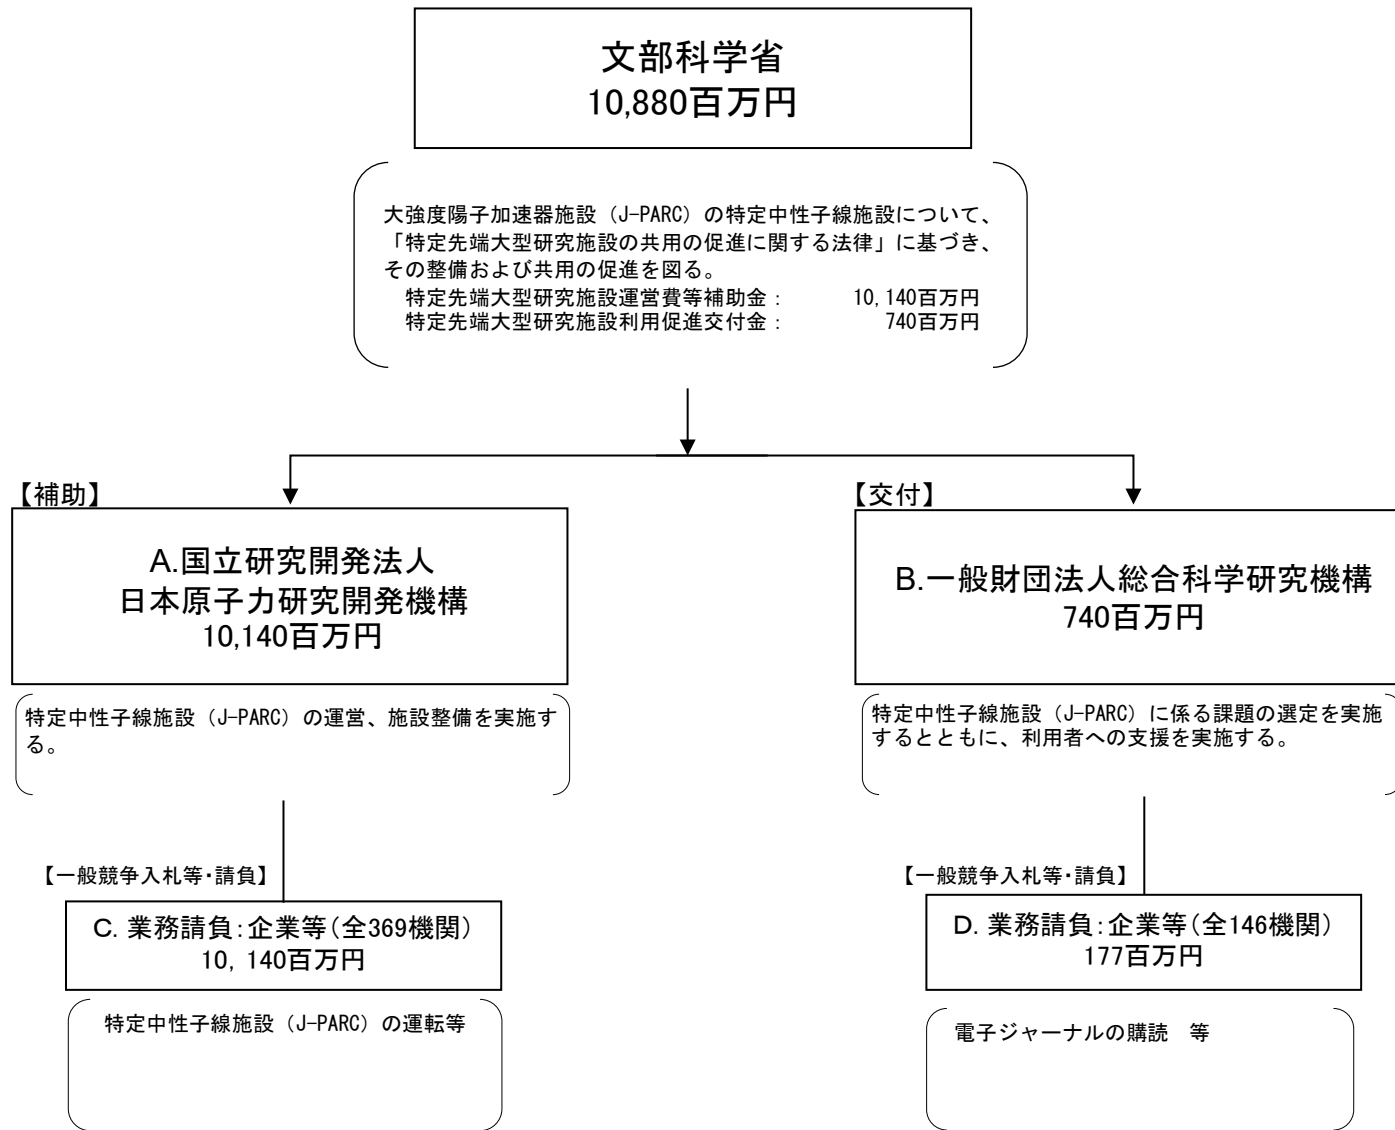 文部科学省
10,880百万円
大強度陽子加速器施設（J-PARC）の特定中性子線施設について、
「特定先端大型研究施設の共用の促進に関する法律」に基づき、
その整備および共用の促進を図る。
特定先端大型研究施設運営費等補助金： 10,140百万円
特定先端大型研究施設利用促進交付金： 740百万円
【補助】
A.国立研究開発法人
日本原子力研究開発機構
10,140百万円
特定中性子線施設（J-PARC）の運営、施設整備を実施す
る。
【一般競争入札等・請負】
C. 業務請負：企業等（全369機関）
10, 140百万円
特定中性子線施設（J-PARC）の運転等
【交付】
B.一般財団法人総合科学研究機構
740百万円
特定中性子線施設（J-PARC）に係る課題の選定を実施
するとともに、利用者への支援を実施する。
【一般競争入札等・請負】
D. 業務請負：企業等（全146機関）
177百万円
電子ジャーナルの購読　等